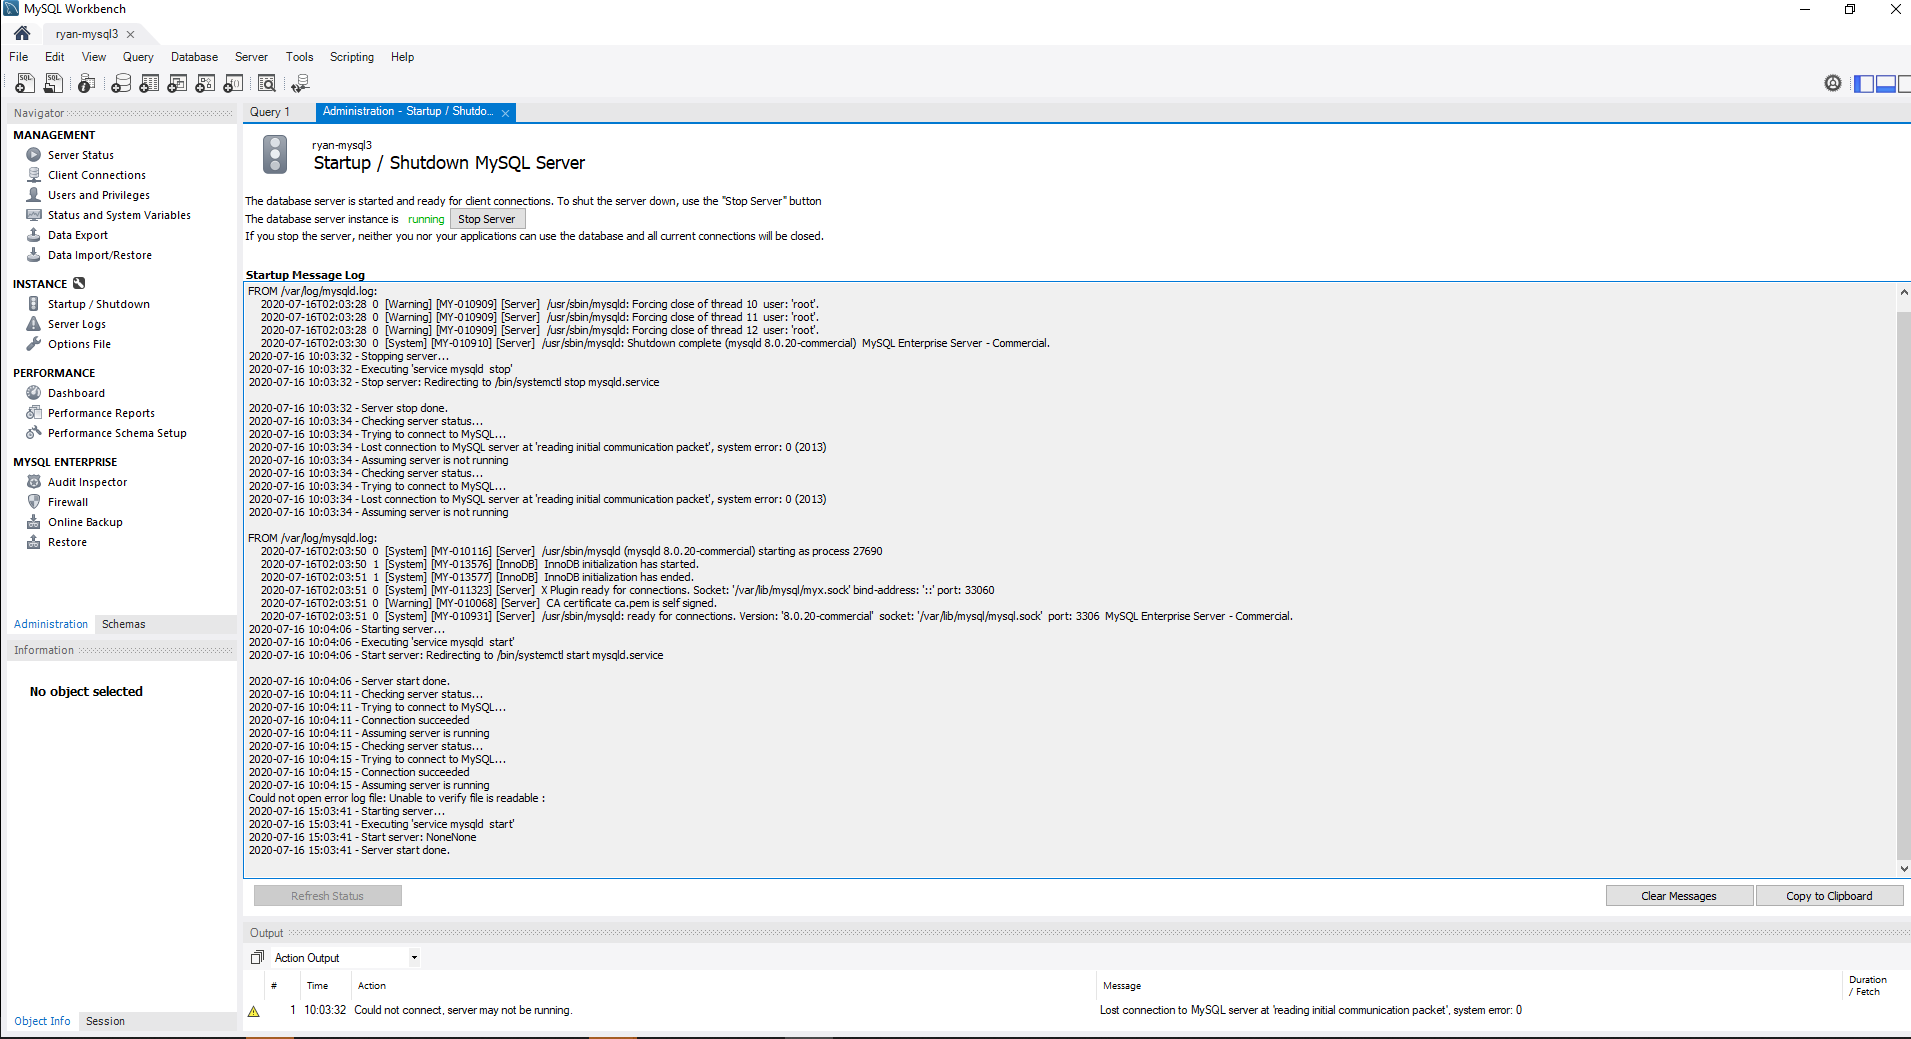 MySQL Workbench
ryan-mysql3
File Edit View Query Database Server Tools Scripting Help
Navigator
MANAGEMENT
Server Status
Client Connections
Users and Privileges
Status and System Variables
Data Export
Data Import/Restore
INSTANCE
Startup / Shutdown
Server Logs
Options File
PERFORMANCE
Dashboard
Performance Reports
Performance Schema Setup
MYSQL ENTERPRISE
Audit Inspector
Firewall
Online Backup
Restore
Administration Schemas
Information
No object selected
Object Info Session
Query 1 Administration - Startup / Shutdo...
ryan-mysql3
Startup / Shutdown MySQL Server
The database server is started and ready for client connections. To shut the server down, use the "Stop Server" button
The database server instance is running Stop Server
If you stop the server, neither you nor your applications can use the database and all current connections will be closed.
Startup Message Log
FROM /var/log/mysqld.log:
2020-07-16T02:03:28 0 [Warning] [MY-010909] [Server] /usr/sbin/mysqld: Forcing close of thread 10 user: 'root'.
2020-07-16T02:03:28 0 [Warning] [MY-010909] [Server] /usr/sbin/mysqld: Forcing close of thread 11 user: 'root'.
2020-07-16T02:03:28 0 [Warning] [MY-010909] [Server] /usr/sbin/mysqld: Forcing close of thread 12 user: 'root'.
2020-07-16T02:03:30 0 [System] [MY-010910] [Server] /usr/sbin/mysqld: Shutdown complete (mysqld 8.0.20-commercial) MySQL Enterprise Server - Commercial.
2020-07-16 10:03:32 - Stopping server...
2020-07-16 10:03:32 - Executing 'service mysqld stop'
2020-07-16 10:03:32 - Stop server: Redirecting to /bin/systemctl stop mysqld.service
2020-07-16 10:03:32 - Server stop done.
2020-07-16 10:03:34 - Checking server status...
2020-07-16 10:03:34 - Trying to connect to MySQL...
2020-07-16 10:03:34 - Lost connection to MySQL server at 'reading initial communication packet', system error: 0 (2013)
2020-07-16 10:03:34 - Assuming server is not running
2020-07-16 10:03:34 - Checking server status...
2020-07-16 10:03:34 - Trying to connect to MySQL...
2020-07-16 10:03:34 - Lost connection to MySQL server at 'reading initial communication packet', system error: 0 (2013)
2020-07-16 10:03:34 - Assuming server is not running
FROM /var/log/mysqld.log:
2020-07-16T02:03:50 0 [System] [MY-010116] [Server] /usr/sbin/mysqld (mysqld 8.0.20-commercial) starting as process 27690
2020-07-16T02:03:50 1 [System] [MY-013576] [InnoDB] InnoDB initialization has started.
2020-07-16T02:03:51 1 [System] [MY-013577] [InnoDB] InnoDB initialization has ended.
2020-07-16T02:03:51 0 [System] [MY-011323] [Server] X Plugin ready for connections. Socket: '/var/lib/mysql/myx.sock' bind-address: '::' port: 33060
2020-07-16T02:03:51 0 [Warning] [MY-010068] [Server] CA certificate ca.pem is self signed.
2020-07-16T02:03:51 0 [System] [MY-010931] [Server] /usr/sbin/mysqld: ready for connections. Version: '8.0.20-commercial' socket: '/var/lib/mysql/mysql.sock' port: 3306 MySQL Enterprise Server - Commercial.
2020-07-16 10:04:06 - Starting server...
2020-07-16 10:04:06 - Executing 'service mysqld start'
2020-07-16 10:04:06 - Start server: Redirecting to /bin/systemctl start mysqld.service
2020-07-16 10:04:06 - Server start done.
2020-07-16 10:04:11 - Checking server status...
2020-07-16 10:04:11 - Trying to connect to MySQL...
2020-07-16 10:04:11 - Connection succeeded
2020-07-16 10:04:11 - Assuming server is running
2020-07-16 10:04:15 - Checking server status...
2020-07-16 10:04:15 - Trying to connect to MySQL...
2020-07-16 10:04:15 - Connection succeeded
2020-07-16 10:04:15 - Assuming server is running
Could not open error log file: Unable to verify file is readable :
2020-07-16 15:03:41 - Starting server...
2020-07-16 15:03:41 - Executing 'service mysqld start'
2020-07-16 15:03:41 - Start server: NoneNone
2020-07-16 15:03:41 - Server start done.
Refresh Status Clear Messages Copy to Clipboard
Output
Action Output
# Time Action Message Duration / Fetch
1 10:03:32 Could not connect, server may not be running. Lost connection to MySQL server at 'reading initial communication packet', system error: 0